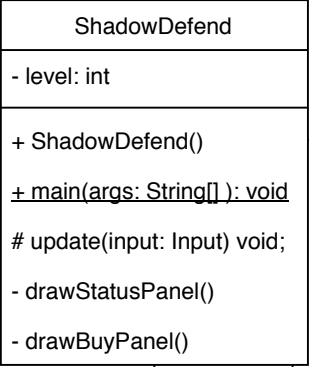 ShadowDefend
- level: int
+ ShadowDefend()
+ main(args: String[] ): void
# update(input: Input) void;
- drawStatusPanel()
- drawBuyPanel()